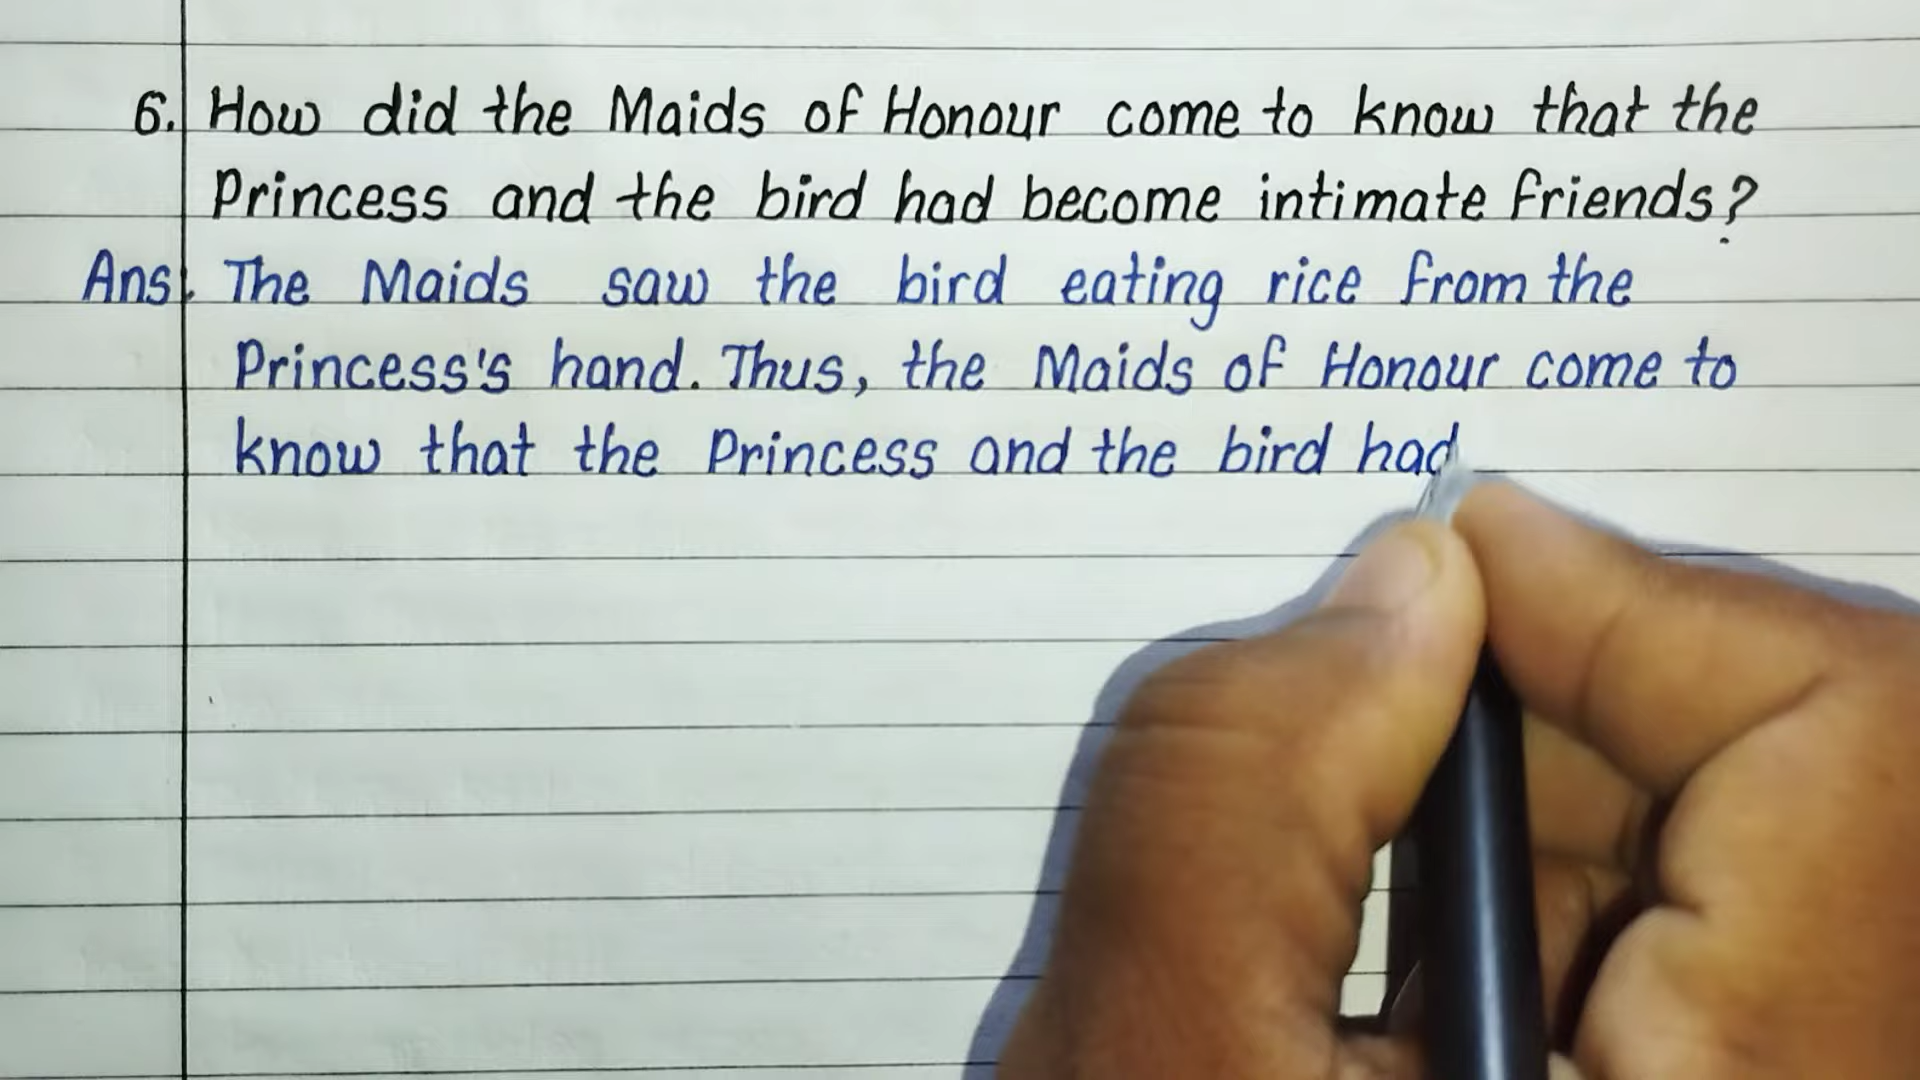 6. How did the Maids of Honour come to know that the
Princess and the bird had become intimate friends?
Ans. The Maids saw the bird eating rice from the
Princess's hand. Thus, the Maids of Honour come to
know that the Princess and the bird had